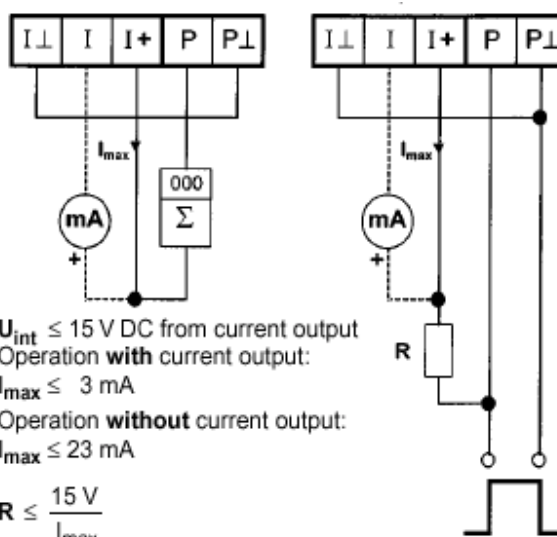 I⊥ I I+ P P⊥
I⊥ I I+ P P⊥
Imax
Imax
000
Σ
mA
+
mA
+
R
Uint ≤ 15 V DC from current output
Operation with current output:
Imax ≤ 3 mA
Operation without current output:
Imax ≤ 23 mA
R ≤ 15 V
Imax